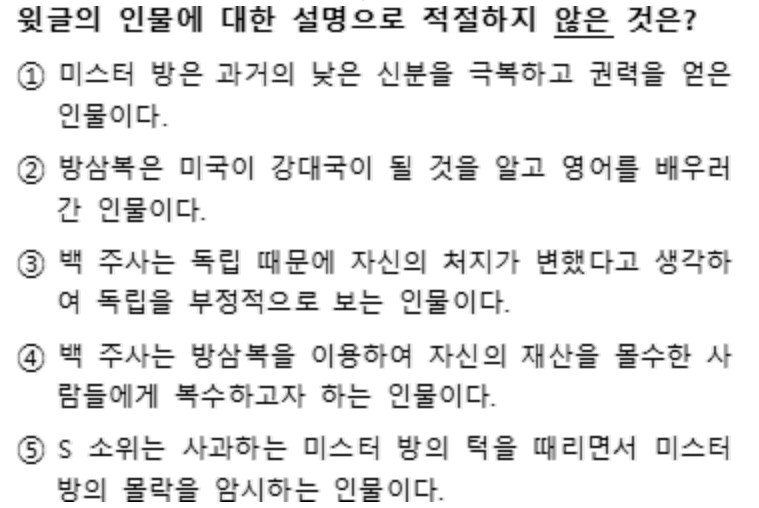 윗글의 인물에 대한 설명으로 적절하지 않은 것은?
① 미스터 방은 과거의 낮은 신분을 극복하고 권력을 얻은
인물이다.
② 방삼복은 미국이 강대국이 될 것을 알고 영어를 배우러
간 인물이다.
③ 백 주사는 독립 때문에 자신의 처지가 변했다고 생각하
여 독립을 부정적으로 보는 인물이다.
④ 백 주사는 방삼복을 이용하여 자신의 재산을 몰수한 사
람들에게 복수하고자 하는 인물이다.
⑤ S 소위는 사과하는 미스터 방의 턱을 때리면서 미스터
방의 몰락을 암시하는 인물이다.